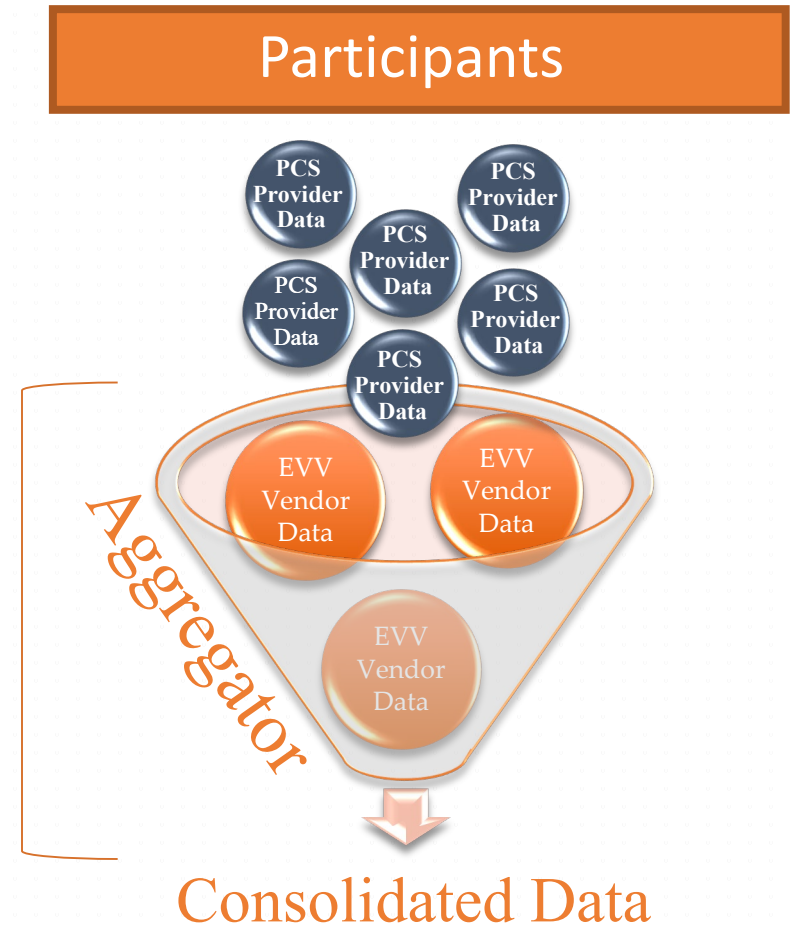 Participants
PCS
Provider
Data
PCS
Provider
Data
PCS
Provider
Data
PCS
Provider
Data
PCS
Provider
Data
PCS
Provider
Data
EVV
Vendor
Data
EVV
Vendor
Data
EVV
Vendor
Data
Aggregator
Consolidated Data